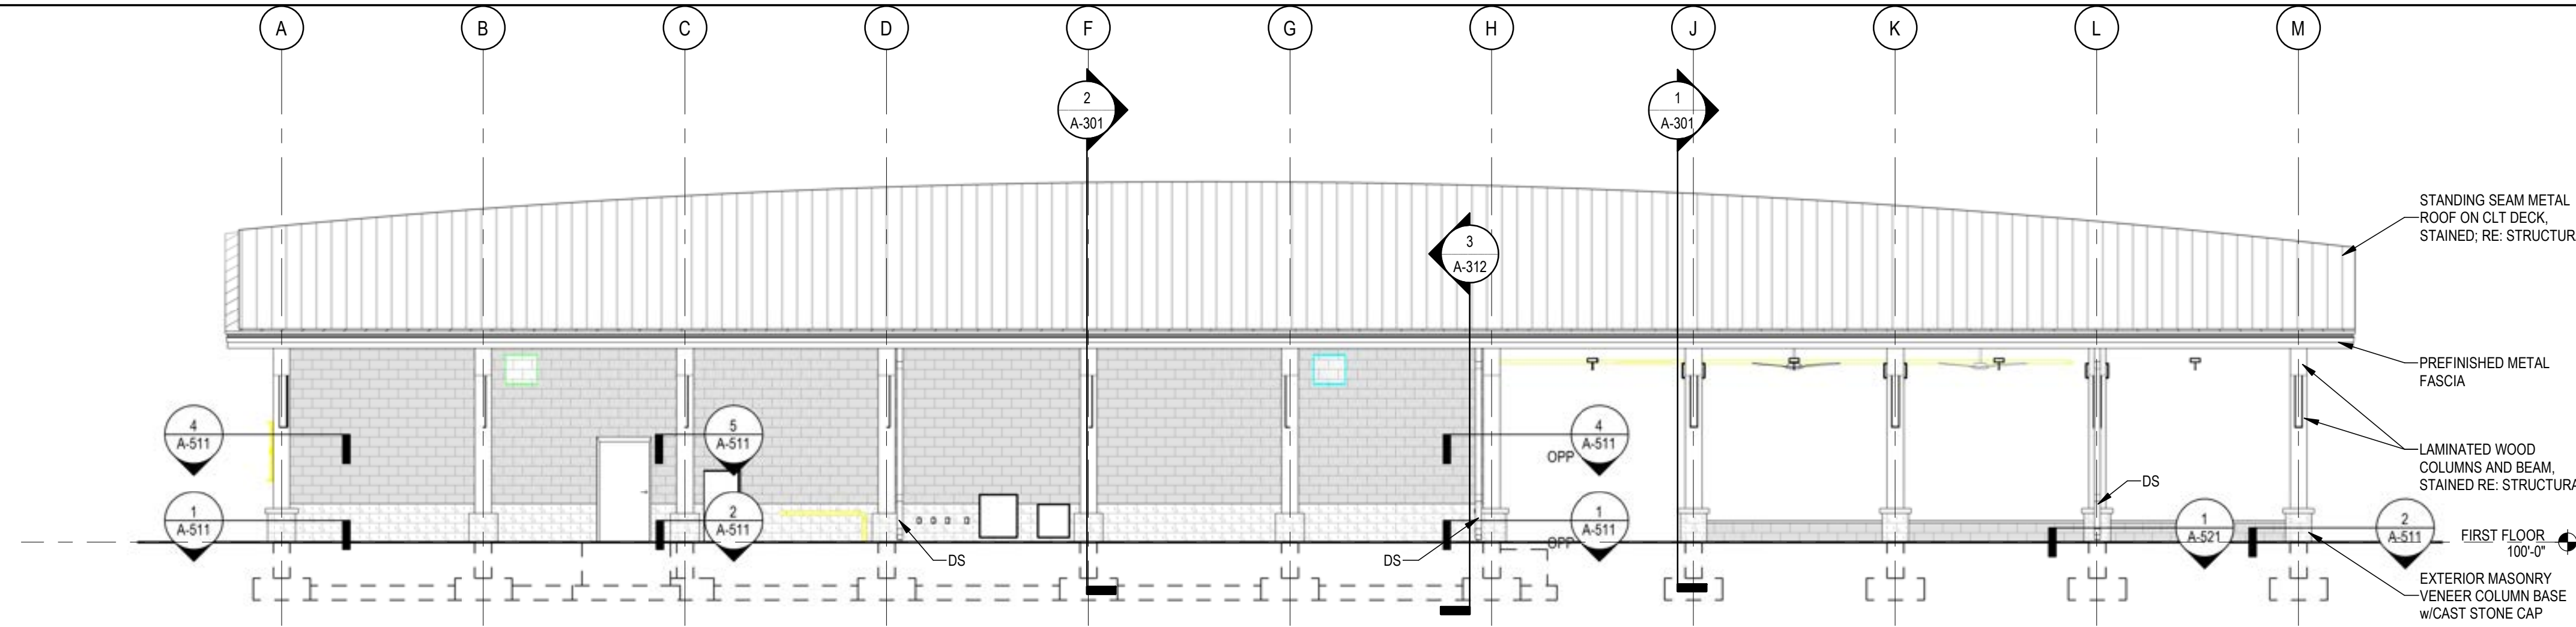 A
B
C
D
F
G
H
J
K
L
M
2
A-301
1
A-301
3
A-312
STANDING SEAM METAL
ROOF ON CLT DECK,
STAINED; RE: STRUCTURA
PREFINISHED METAL
FASCIA
4
A-511
5
A-511
4
A-511
OPP
LAMINATED WOOD
COLUMNS AND BEAM,
STAINED RE: STRUCTURA
DS
1
A-511
2
A-511
1
A-511
OPP
1
A-521
2
A-511
FIRST FLOOR
100'-0"
DS
DS
EXTERIOR MASONRY
VENEER COLUMN BASE
w/CAST STONE CAP